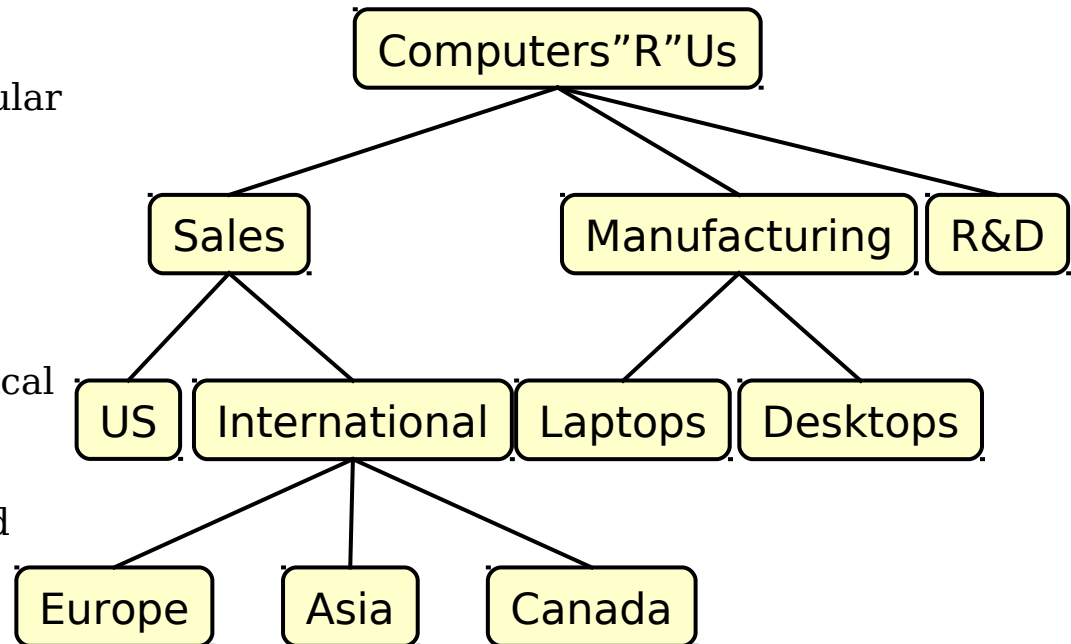 Computers”R”Us
Sales Manufacturing R&D
US International Laptops Desktops
Europe Asia Canada